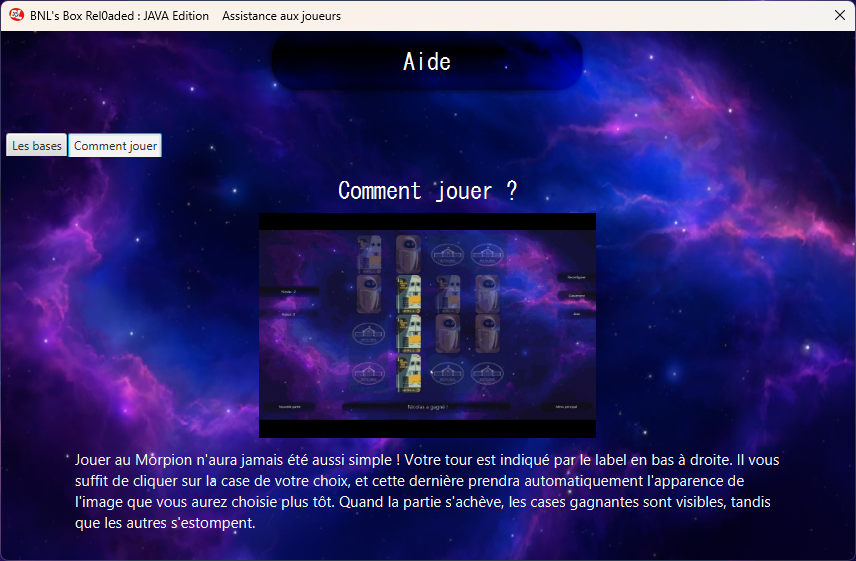 BNL's Box Rel0aded : JAVA Edition Assistance aux joueurs
Aide
Les bases
Comment jouer
Comment jouer ?
Nicolas a gagné !
Jouer au Morpion n'aura jamais été aussi simple ! Votre tour est indiqué par le label en bas à droite. Il vous
suffit de cliquer sur la case de votre choix, et cette dernière prendra automatiquement l'apparence de
l'image que vous aurez choisie plus tôt. Quand la partie s'achève, les cases gagnantes sont visibles, tandis
que les autres s'estompent.